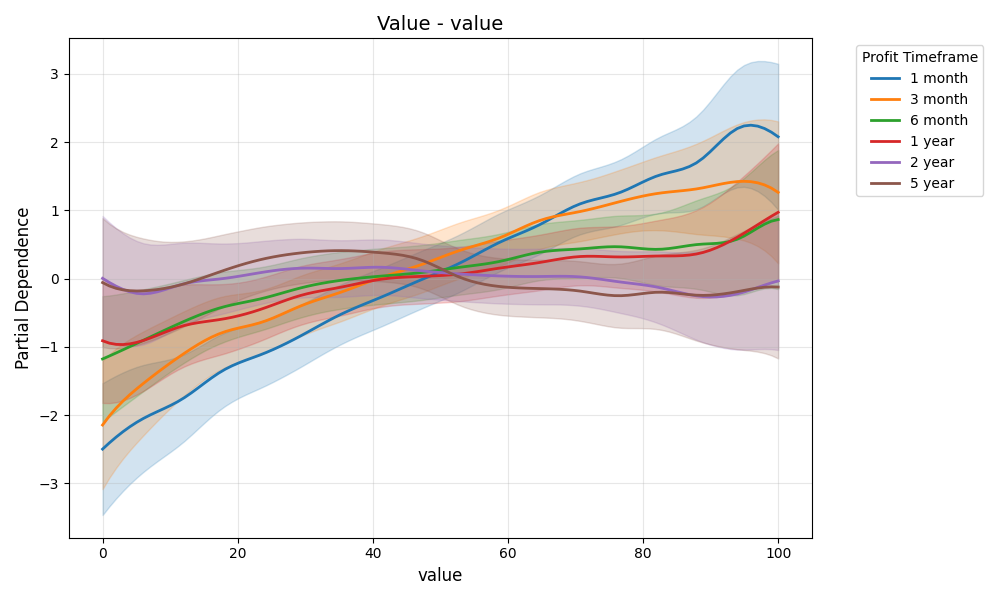 Value - value
Partial Dependence
3
2
1
0
−1
−2
−3
0
20
40
60
80
100
value
Profit Timeframe
1 month
3 month
6 month
1 year
2 year
5 year